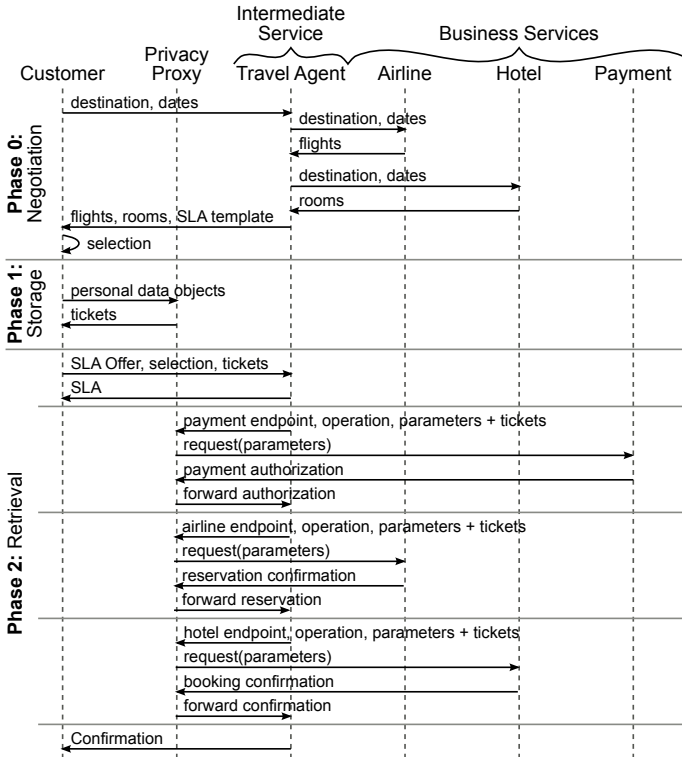 Intermediate
Service
Business Services
Privacy
Proxy
Customer
Travel Agent
Airline
Hotel
Payment
Phase 0:
Negotiation
destination, dates
destination, dates
flights
destination, dates
rooms
flights, rooms, SLA template
selection
Phase 1:
Storage
personal data objects
tickets
Phase 2: Retrieval
SLA Offer, selection, tickets
SLA
payment endpoint, operation, parameters + tickets
request(parameters)
payment authorization
forward authorization
airline endpoint, operation, parameters + tickets
request(parameters)
reservation confirmation
forward reservation
hotel endpoint, operation, parameters + tickets
request(parameters)
booking confirmation
forward confirmation
Confirmation